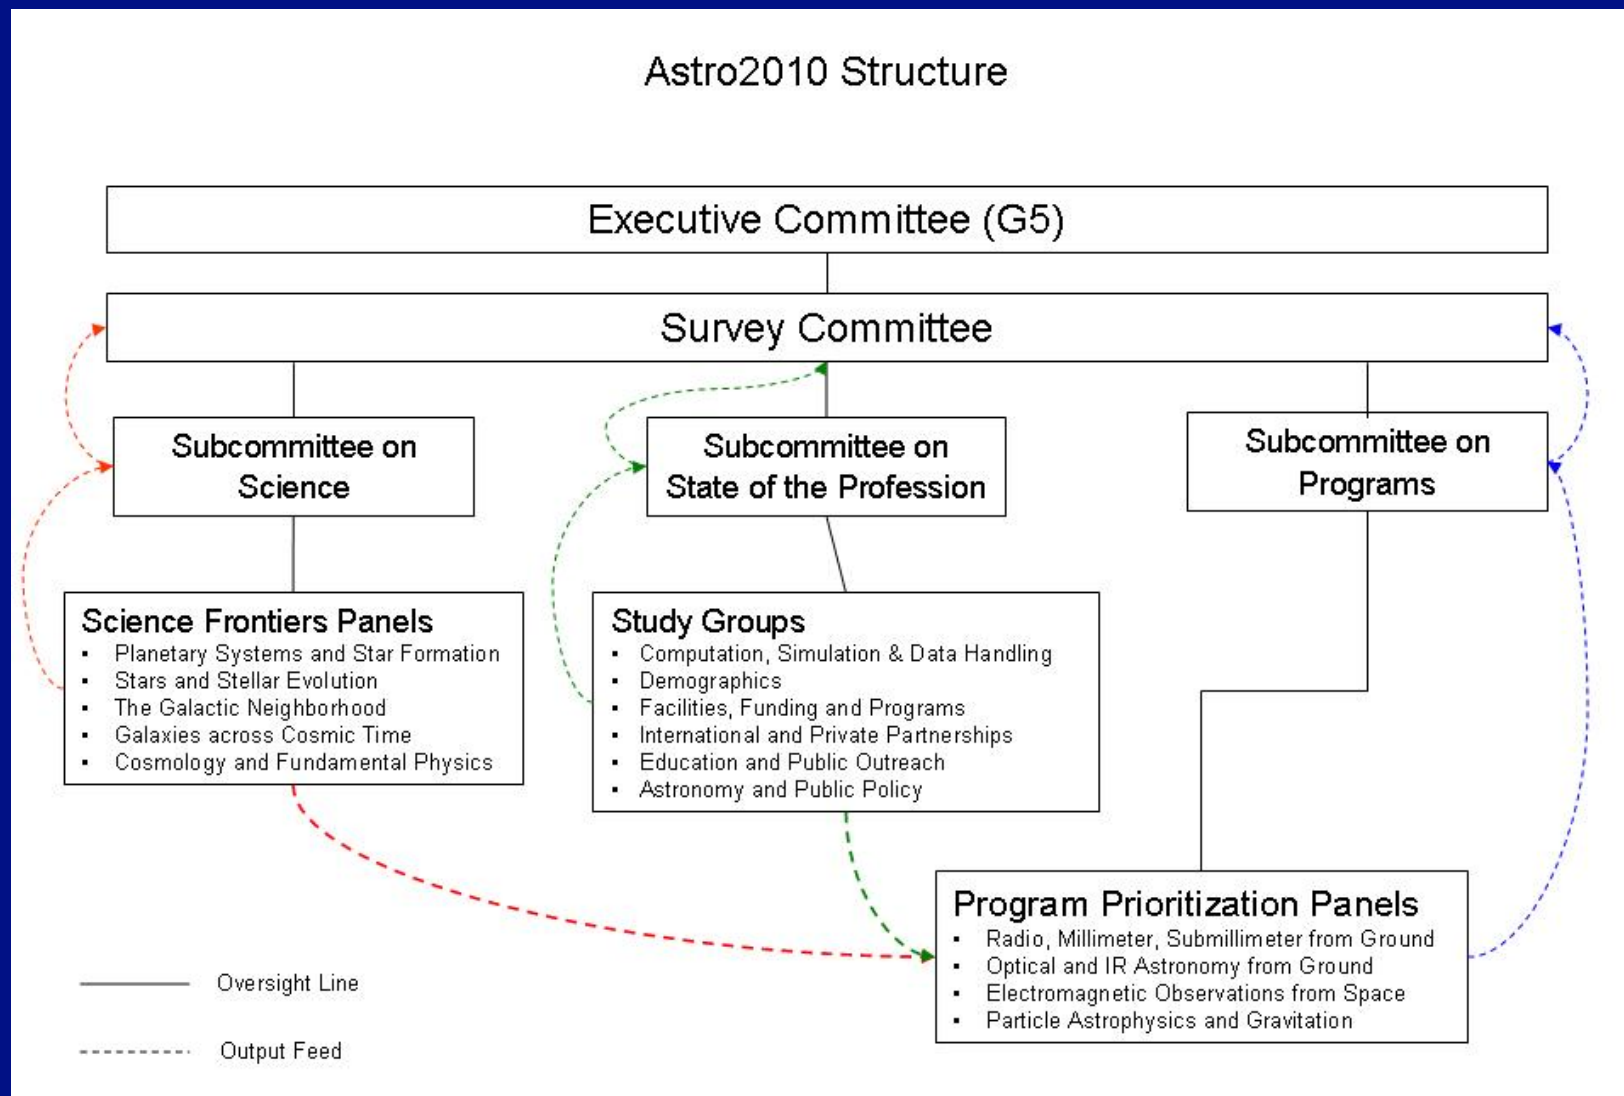 Astro2010 Structure
Executive Committee (G5)
Survey Committee
Subcommittee on
Science
Subcommittee on
State of the Profession
Subcommittee on
Programs
Science Frontiers Panels
▪ Planetary Systems and Star Formation
▪ Stars and Stellar Evolution
▪ The Galactic Neighborhood
▪ Galaxies across Cosmic Time
▪ Cosmology and Fundamental Physics
Study Groups
▪ Computation, Simulation & Data Handling
▪ Demographics
▪ Facilities, Funding and Programs
▪ International and Private Partnerships
▪ Education and Public Outreach
▪ Astronomy and Public Policy
Program Prioritization Panels
▪ Radio, Millimeter, Submillimeter from Ground
▪ Optical and IR Astronomy from Ground
▪ Electromagnetic Observations from Space
▪ Particle Astrophysics and Gravitation
Oversight Line
Output Feed